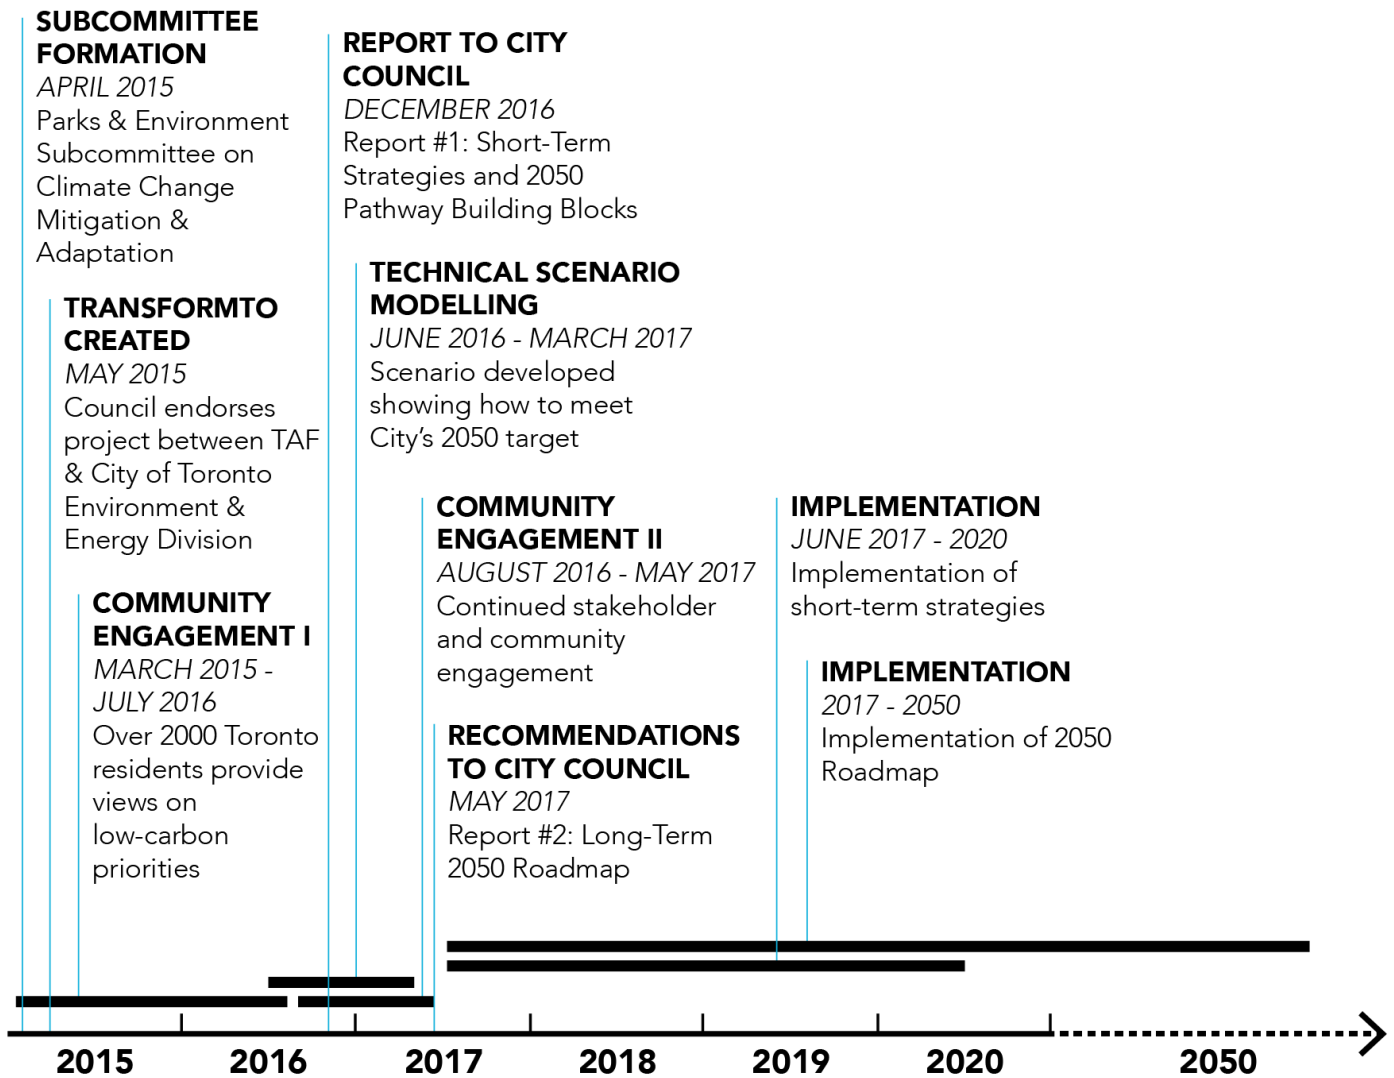 SUBCOMMITTEE
FORMATION
APRIL 2015
Parks & Environment
Subcommittee on
Climate Change
Mitigation &
Adaptation
TRANSFORMTO
CREATED
MAY 2015
Council endorses
project between TAF
& City of Toronto
Environment &
Energy Division
COMMUNITY
ENGAGEMENT I
MARCH 2015 -
JULY 2016
Over 2000 Toronto
residents provide
views on
low-carbon
priorities
REPORT TO CITY
COUNCIL
DECEMBER 2016
Report #1: Short-Term
Strategies and 2050
Pathway Building Blocks
TECHNICAL SCENARIO
MODELLING
JUNE 2016 - MARCH 2017
Scenario developed
showing how to meet
City's 2050 target
COMMUNITY
ENGAGEMENT II
AUGUST 2016 - MAY 2017
Continued stakeholder
and community
engagement
RECOMMENDATIONS
TO CITY COUNCIL
MAY 2017
Report #2: Long-Term
2050 Roadmap
IMPLEMENTATION
JUNE 2017 - 2020
Implementation of
short-term strategies
IMPLEMENTATION
2017 - 2050
Implementation of 2050
Roadmap
2015 2016 2017 2018 2019 2020 2050